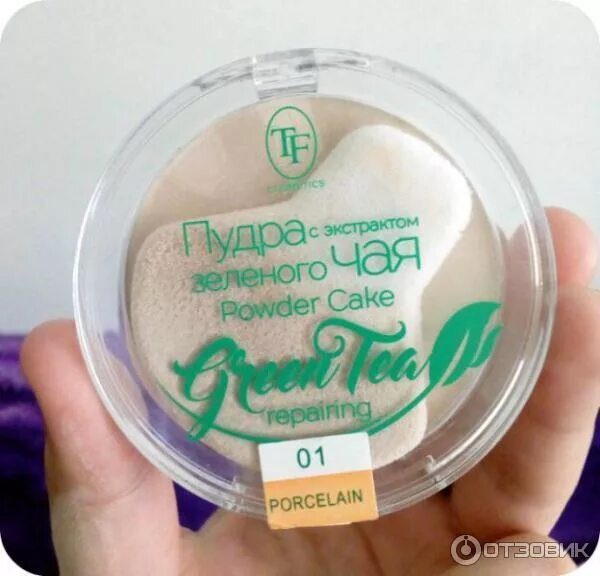 TF
COSMETICS
Пудра с экстрактом
зеленого чая
Powder Cake
Green Tea
repairing
01
PORCELAIN
ОТЗОВИК